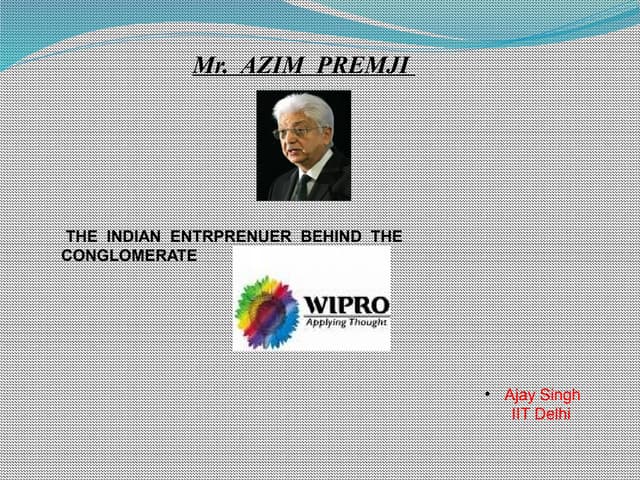 Mr. AZIM PREMJI
THE INDIAN ENTRPRENUER BEHIND THE
CONGLOMERATE
WIPRO
Applying Thought
• Ajay Singh
IIT Delhi